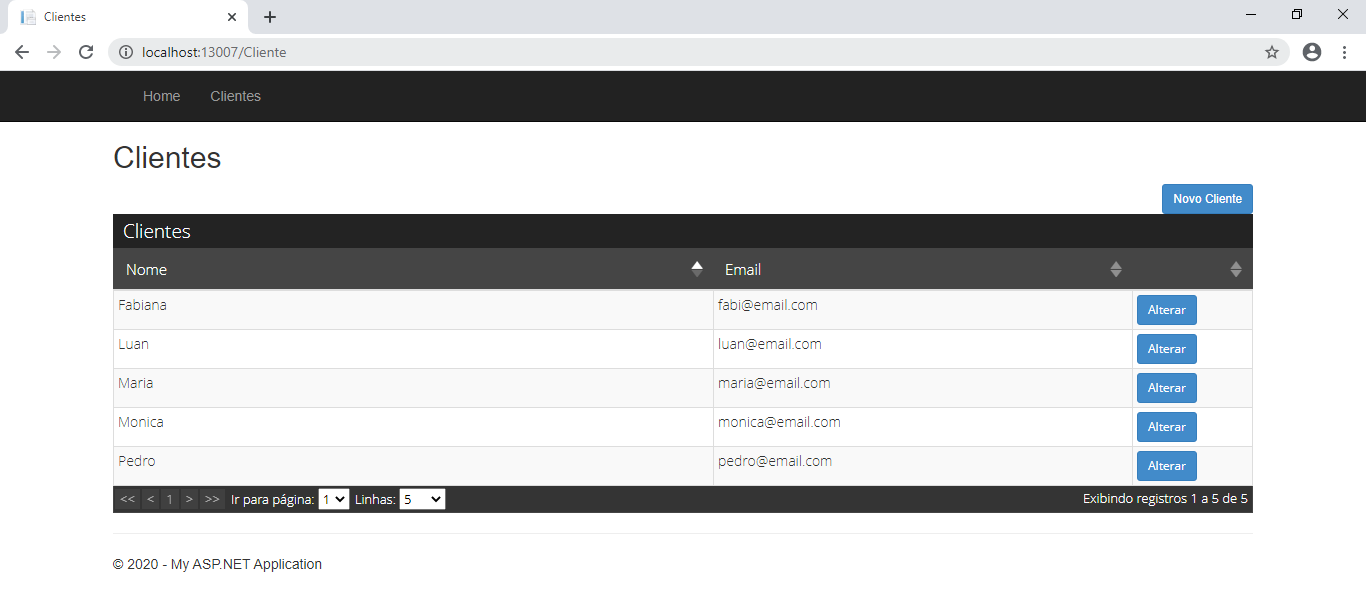 Clientes
localhost:13007/Cliente
Home Clientes
Clientes
Novo Cliente
Clientes
Nome Email
Fabiana fabi@email.com Alterar
Luan luan@email.com Alterar
Maria maria@email.com Alterar
Monica monica@email.com Alterar
Pedro pedro@email.com Alterar
<< < 1 > >> Ir para página: 1 Linhas: 5 Exibindo registros 1 a 5 de 5
© 2020 - My ASP.NET Application